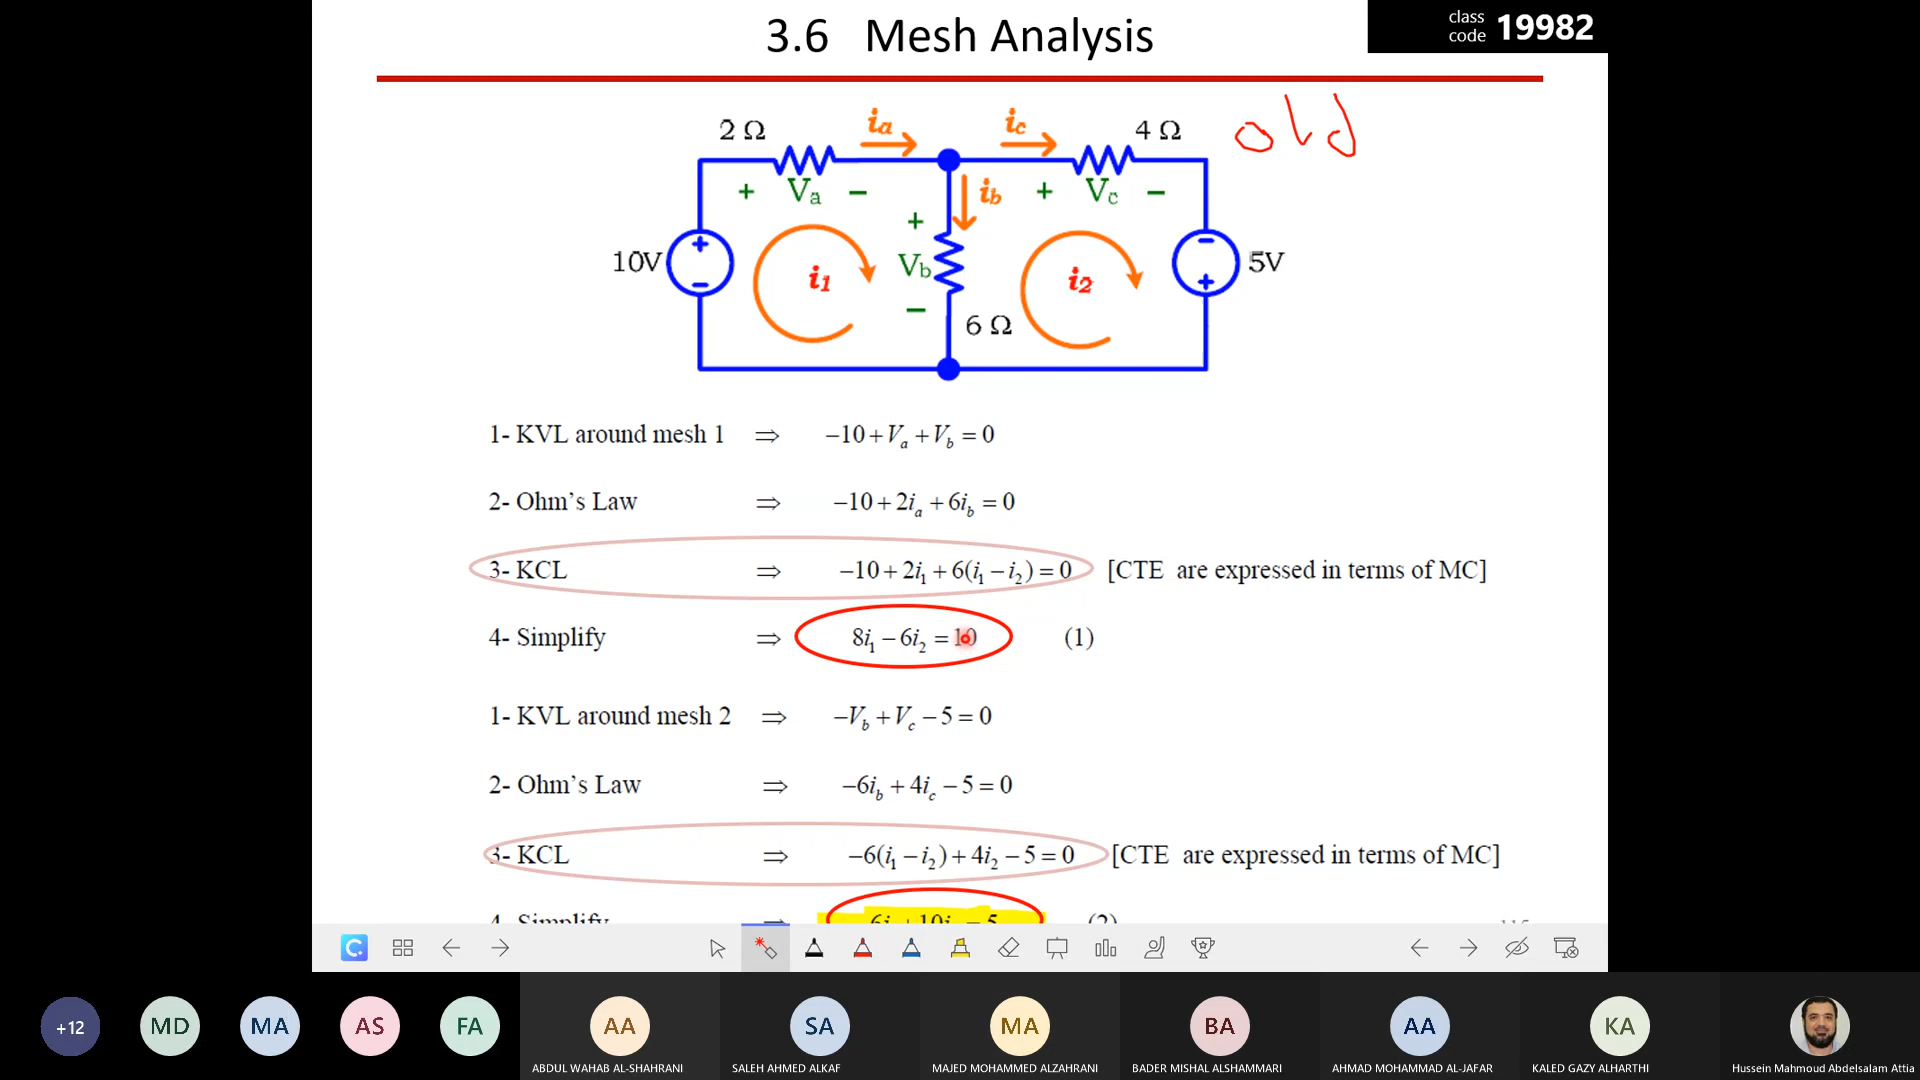 3.6 Mesh Analysis
class code 19982
old
2 Ω
ia
ic
4 Ω
+ Va −
ib
+ Vc −
+
Vb
−
10V
+
−
i1
i2
−
+
5V
6 Ω
1- KVL around mesh 1 ⇒ −10+Va+Vb=0
2- Ohm's Law ⇒ −10+2ia+6ib=0
3- KCL ⇒ −10+2i1+6(i1−i2)=0 [CTE are expressed in terms of MC]
4- Simplify ⇒ 8i1−6i2=10 (1)
1- KVL around mesh 2 ⇒ −Vb+Vc−5=0
2- Ohm's Law ⇒ −6ib+4ic−5=0
3- KCL ⇒ −6(i1−i2)+4i2−5=0 [CTE are expressed in terms of MC]
4- Simplify ⇒ (2)
C.
+12
MD
MA
AS
FA
AA
SA
MA
BA
AA
KA
ABDUL WAHAB AL-SHAHRANI
SALEH AHMED ALKAF
MAJED MOHAMMED ALZAHRANI
BADER MISHAL ALSHAMMARI
AHMAD MOHAMMAD AL-JAFAR
KALED GAZY ALHARTHI
Hussein Mahmoud Abdelsalam Attia